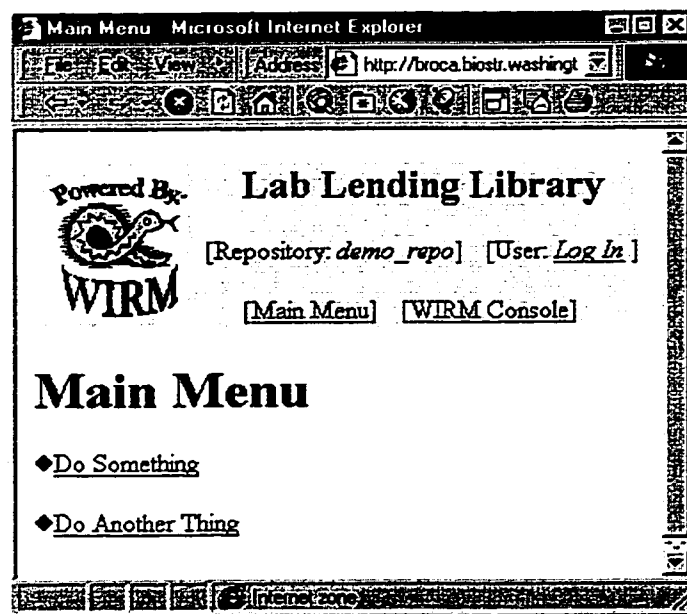 Main Menu Microsoft Internet Explorer
File Edit View Address http://broca.biostr.washingt
Powered By:
WIRM
Lab Lending Library
[Repository: demo_repo] [User: Log In ]
[Main Menu] [WIRM Console]
Main Menu
◆Do Something
◆Do Another Thing
Internet zone